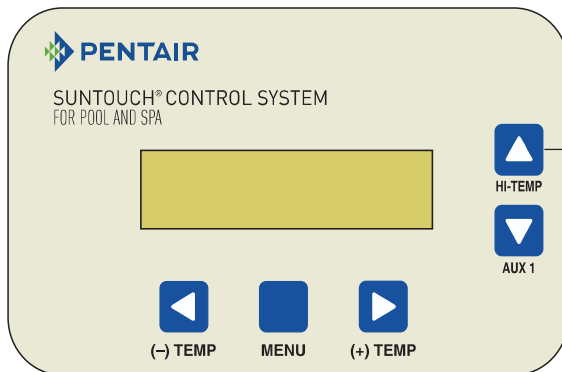 PENTAIR
SUNTOUCH® CONTROL SYSTEM
FOR POOL AND SPA
HI-TEMP
AUX 1
(–) TEMP
MENU
(+) TEMP